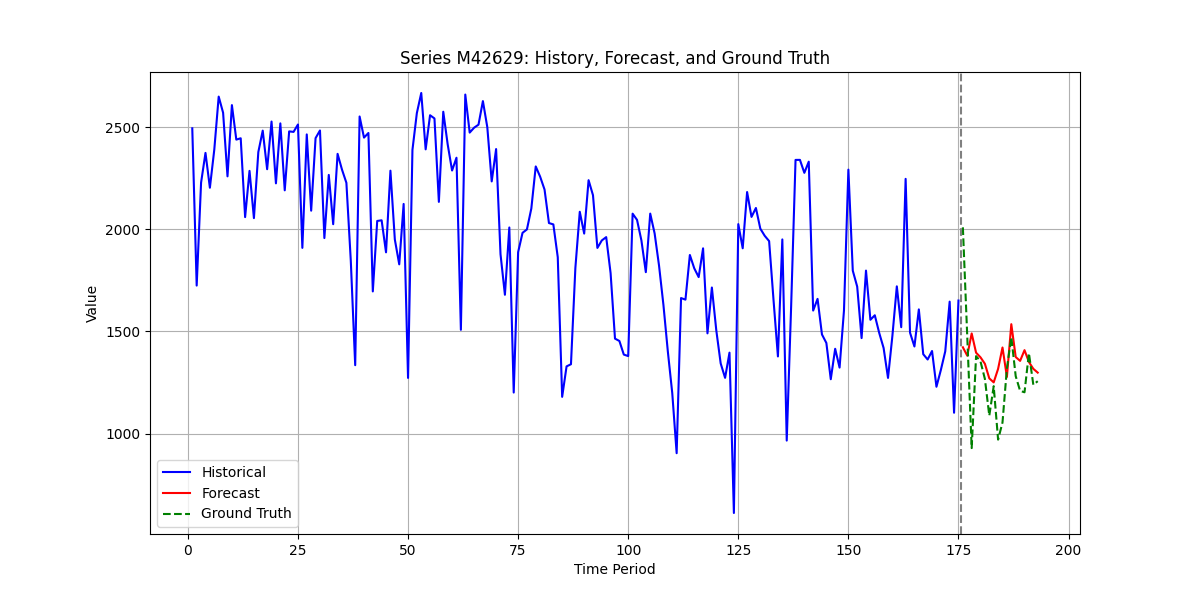 Series M42629: History, Forecast, and Ground Truth
Value
2500
2000
1500
1000
Historical
Forecast
Ground Truth
0 25 50 75 100 125 150 175 200
Time Period